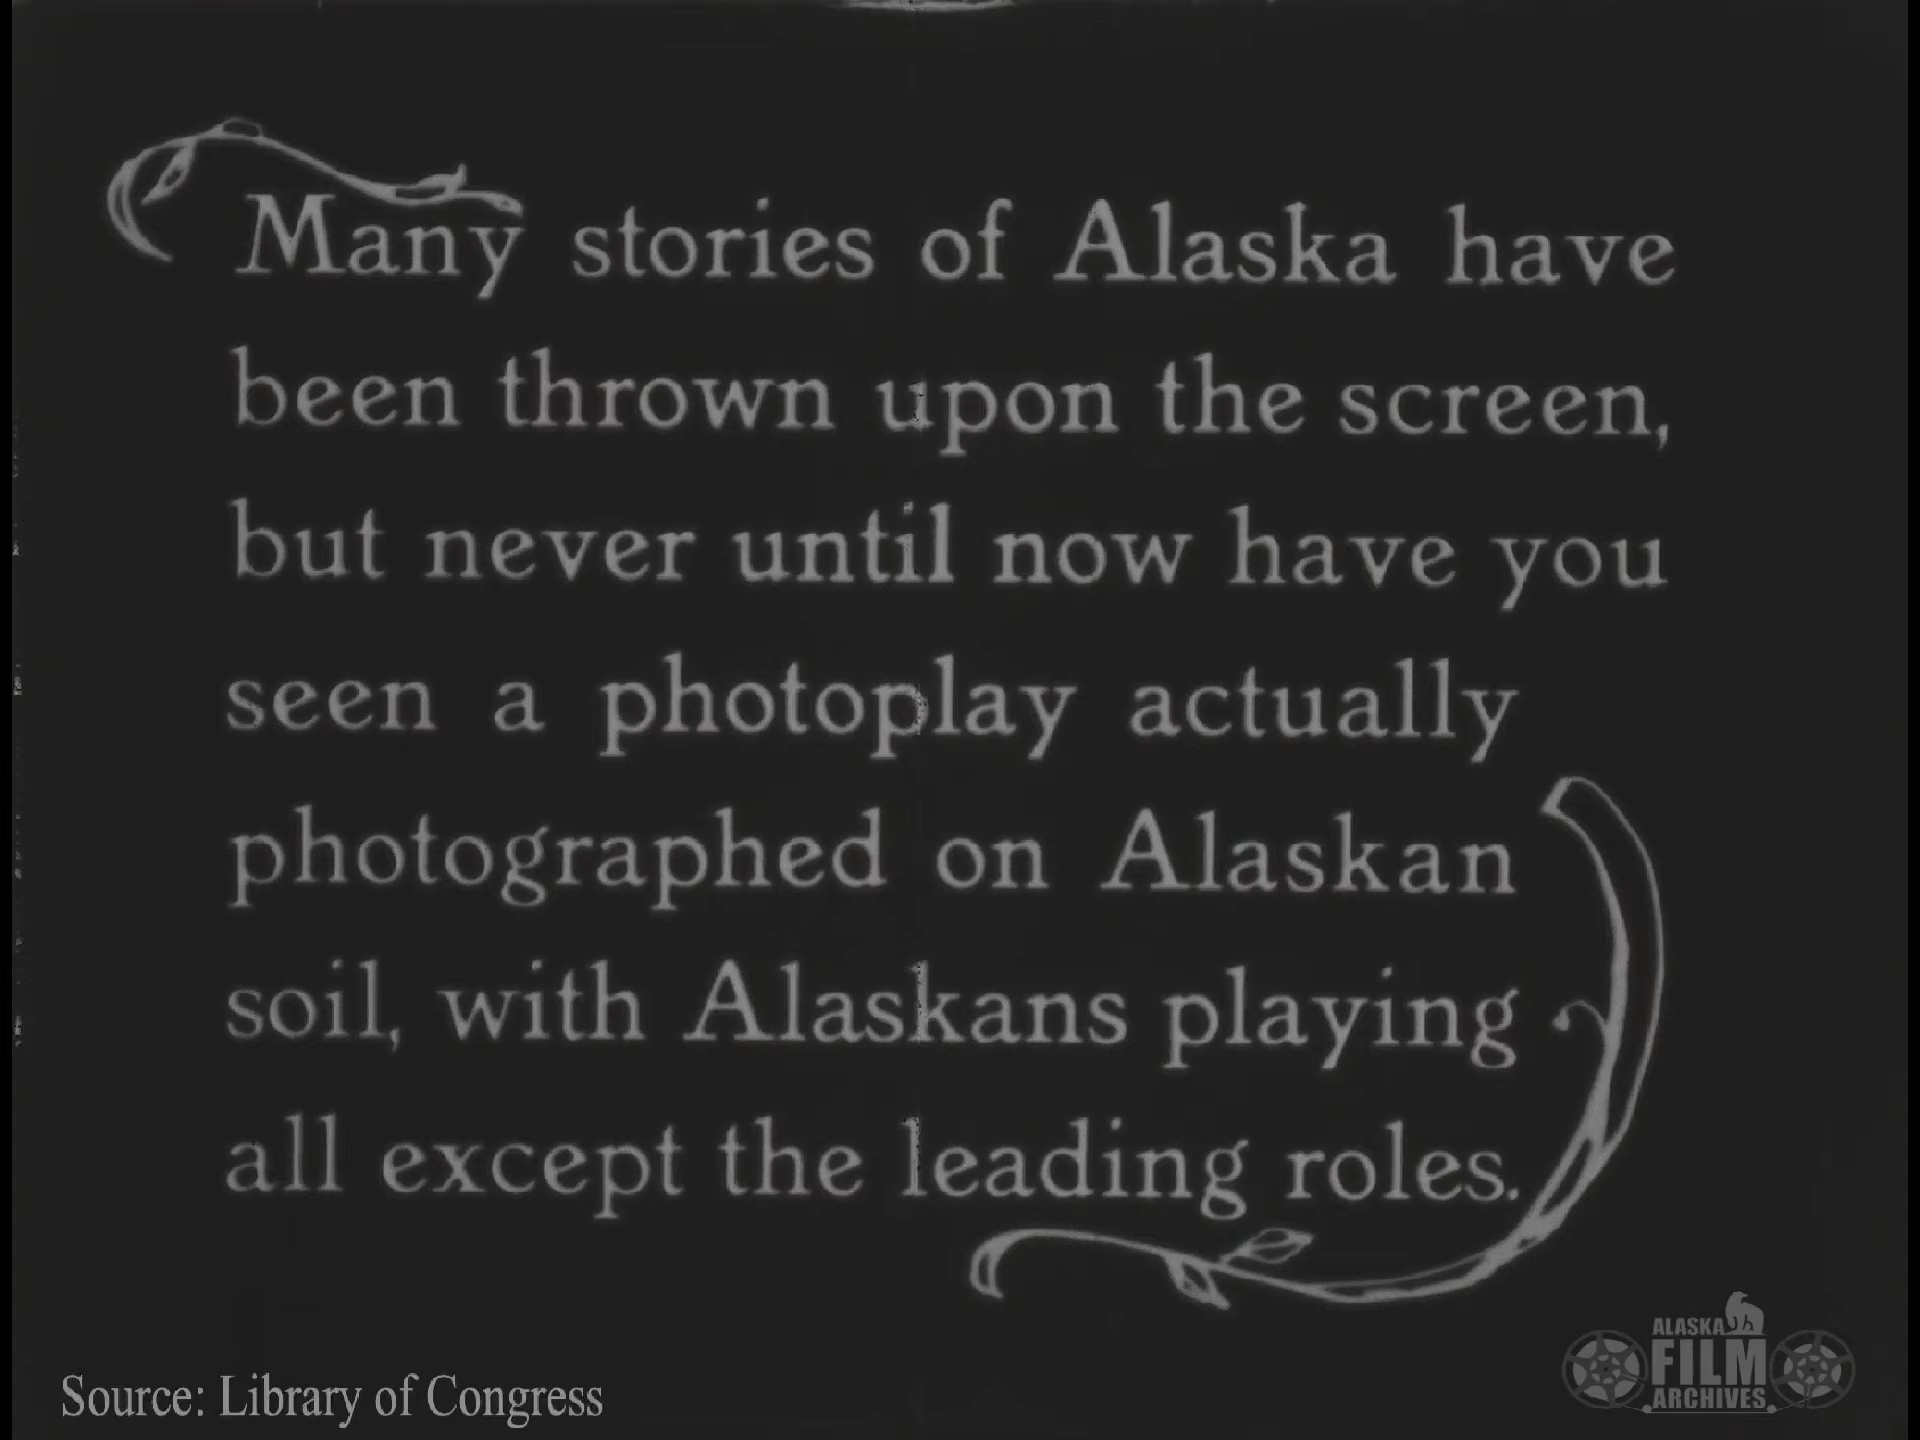 Many stories of Alaska have
been thrown upon the screen,
but never until now have you
seen a photoplay actually
photographed on Alaskan
soil, with Alaskans playing
all except the leading roles.
Source: Library of Congress
ALASKA
FILM
ARCHIVES